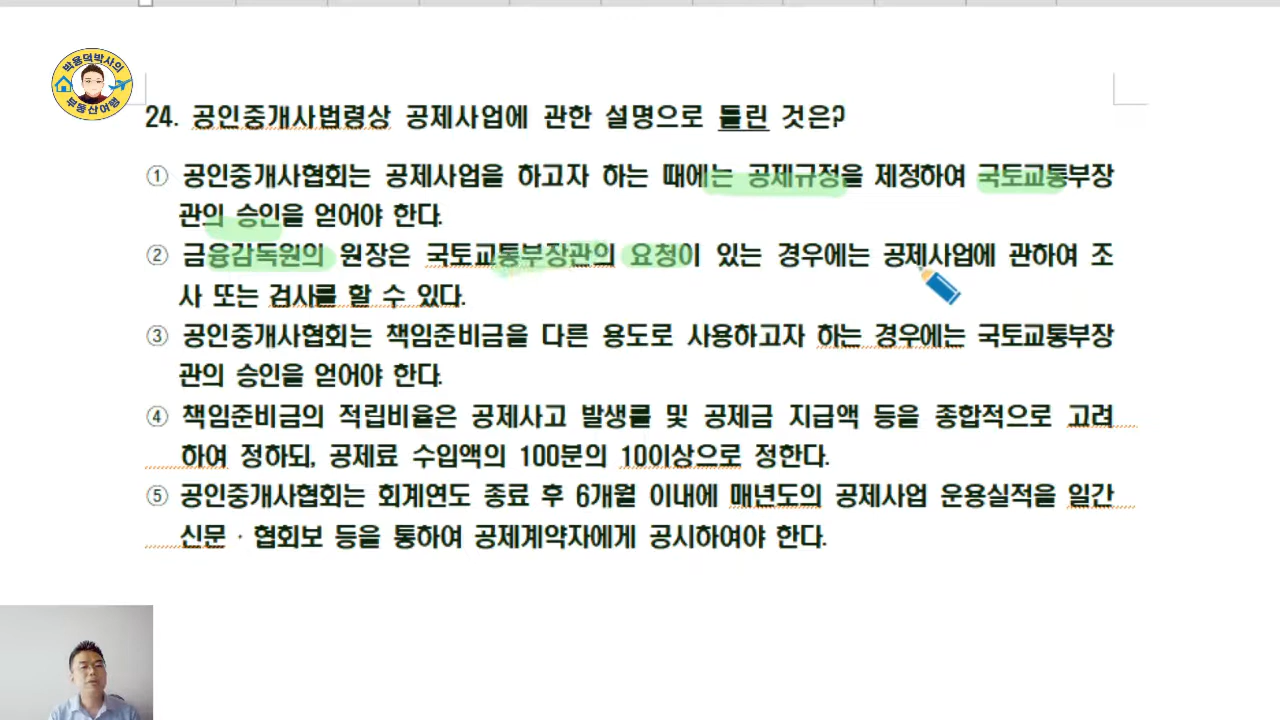 박용덕박사의
부동산여행
24. 공인중개사법령상 공제사업에 관한 설명으로 틀린 것은?
① 공인중개사협회는 공제사업을 하고자 하는 때에는 공제규정을 제정하여 국토교통부장
관의 승인을 얻어야 한다.
② 금융감독원의 원장은 국토교통부장관의 요청이 있는 경우에는 공제사업에 관하여 조
사 또는 검사를 할 수 있다.
③ 공인중개사협회는 책임준비금을 다른 용도로 사용하고자 하는 경우에는 국토교통부장
관의 승인을 얻어야 한다.
④ 책임준비금의 적립비율은 공제사고 발생률 및 공제금 지급액 등을 종합적으로 고려
하여 정하되, 공제료 수입액의 100분의 10이상으로 정한다.
⑤ 공인중개사협회는 회계연도 종료 후 6개월 이내에 매년도의 공제사업 운용실적을 일간
신문·협회보 등을 통하여 공제계약자에게 공시하여야 한다.